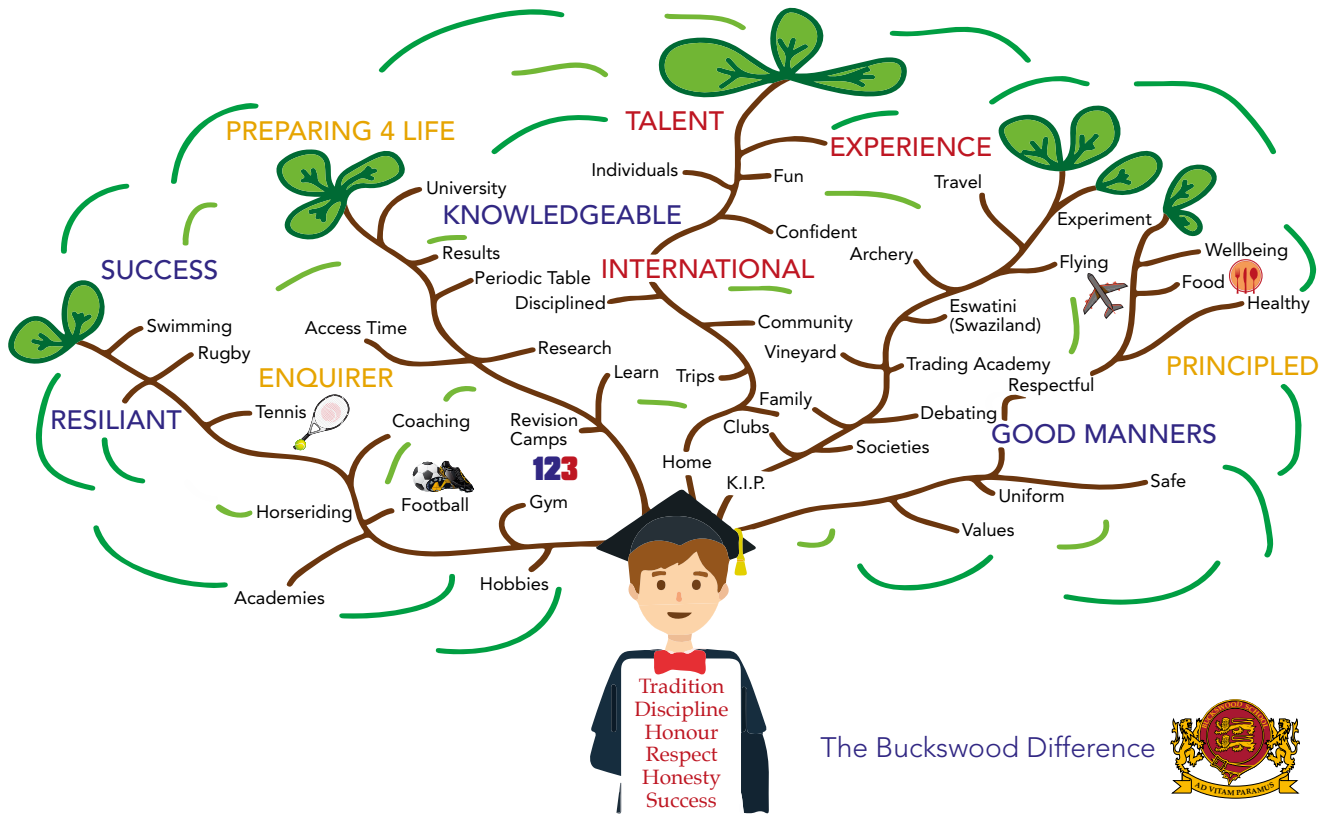 TALENT
PREPARING 4 LIFE
EXPERIENCE
Individuals
Fun
Travel
University
KNOWLEDGEABLE
Experiment
Confident
Results
Archery
Wellbeing
SUCCESS
INTERNATIONAL
Flying
Periodic Table
Food
Disciplined
Healthy
Eswatini
(Swaziland)
Swimming
Access Time
Community
Rugby
Research
Vineyard
Trading Academy
PRINCIPLED
ENQUIRER
Learn
Trips
Respectful
Family
Tennis
RESILIANT
Coaching
Revision
Camps
Clubs
Debating
GOOD MANNERS
Societies
Home
123
K.I.P.
Safe
Uniform
Horseriding
Football
Gym
Values
Hobbies
Academies
Tradition
Discipline
Honour
Respect
Honesty
Success
The Buckswood Difference
BUCKSWOOD SCHOOL
AD VITAM PARAMUS